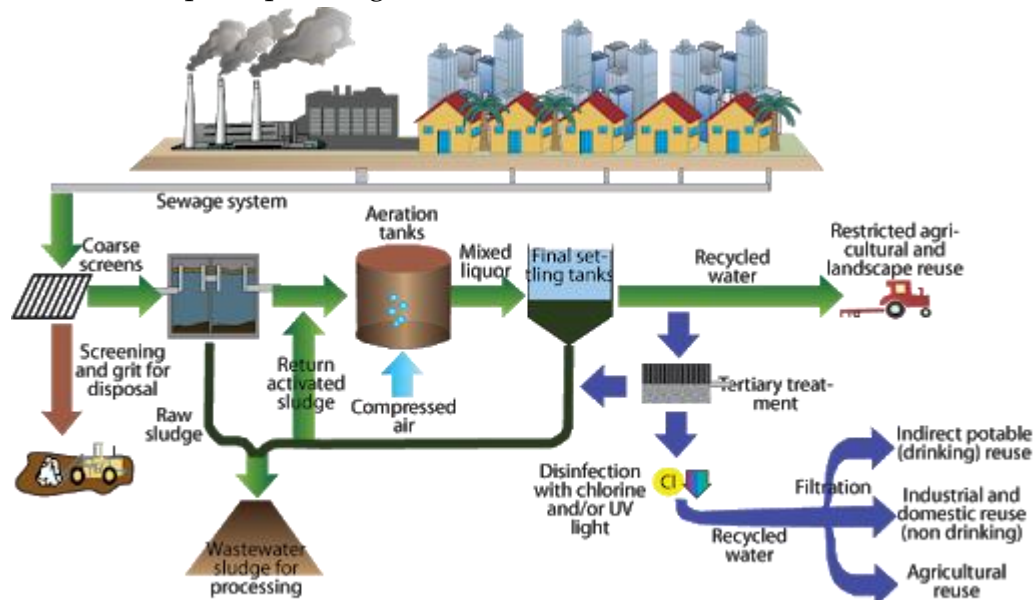 Sewage system
Coarse
screens
Aeration
tanks
Mixed
liquor
Final set-
tling tanks
Recycled
water
Restricted agri-
cultural and
landscape reuse
Screening
and grit for
disposal
Raw
sludge
Return
activated
sludge
Compressed
air
Tertiary treat-
ment
Wastewater
sludge for
processing
Disinfection
with chlorine
and/or UV
light
Cl
Filtration
Recycled
water
Indirect potable
(drinking) reuse
Industrial and
domestic reuse
(non drinking)
Agricultural
reuse